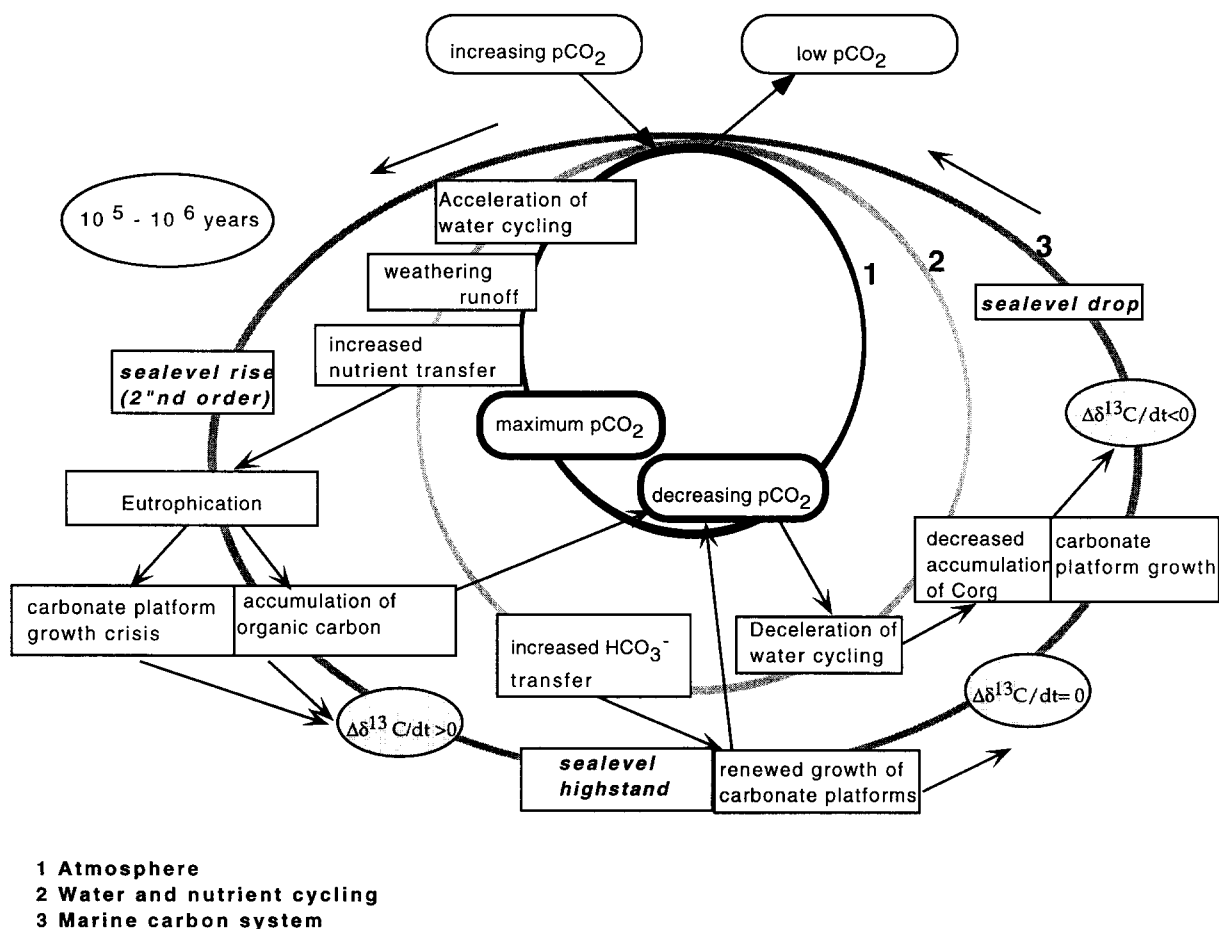 increasing pCO₂
low pCO₂
10 ⁵ - 10 ⁶ years
Acceleration of
water cycling
weathering
runoff
increased
nutrient transfer
sealevel rise
(2"nd order)
1
2
3
sealevel drop
maximum pCO₂
decreasing pCO₂
Δδ¹³C/dt<0
Eutrophication
carbonate platform
growth crisis
accumulation of
organic carbon
decreased
accumulation
of Corg
carbonate
platform growth
increased HCO₃⁻
transfer
Deceleration of
water cycling
Δδ¹³ C/dt >0
Δδ¹³C/dt= 0
sealevel
highstand
renewed growth of
carbonate platforms
1 Atmosphere
2 Water and nutrient cycling
3 Marine carbon system